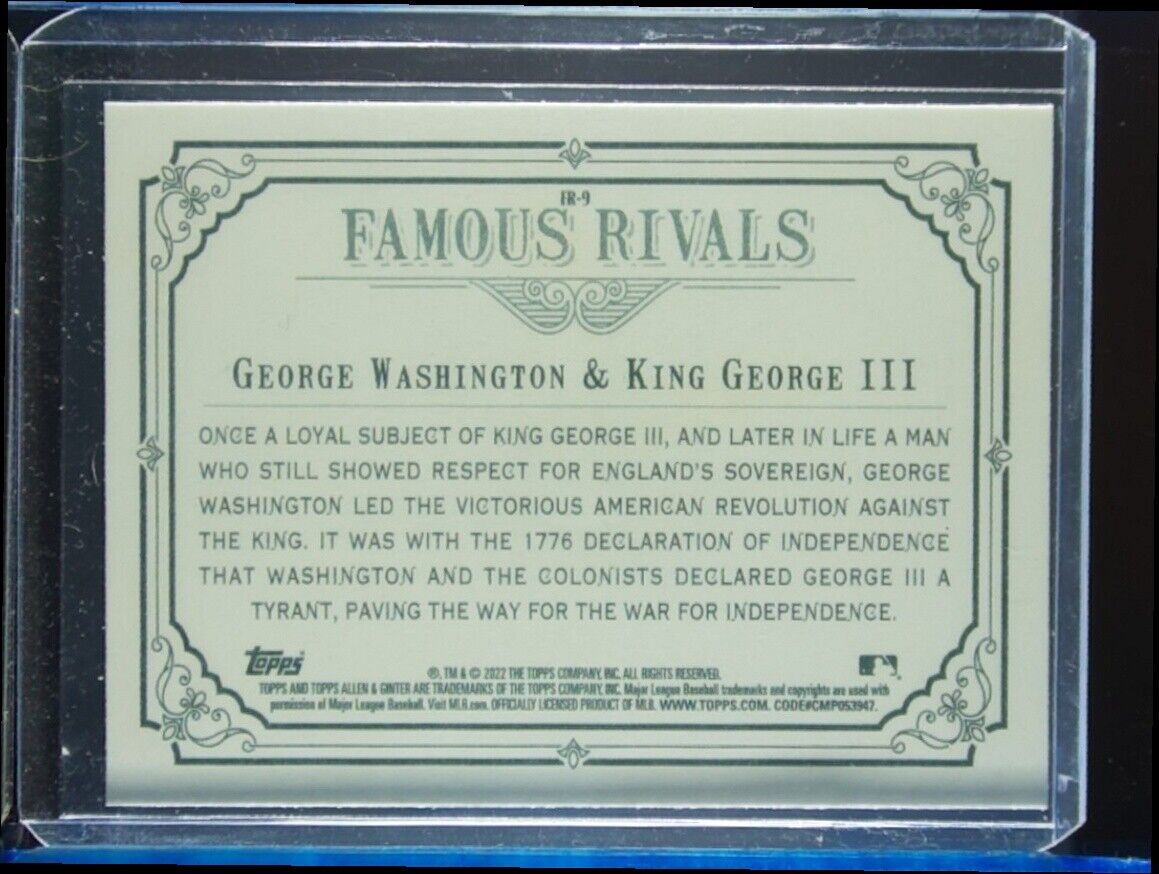 FR-9
FAMOUS RIVALS
GEORGE WASHINGTON & KING GEORGE III
ONCE A LOYAL SUBJECT OF KING GEORGE III, AND LATER IN LIFE A MAN
WHO STILL SHOWED RESPECT FOR ENGLAND'S SOVEREIGN, GEORGE
WASHINGTON LED THE VICTORIOUS AMERICAN REVOLUTION AGAINST
THE KING. IT WAS WITH THE 1776 DECLARATION OF INDEPENDENCE
THAT WASHINGTON AND THE COLONISTS DECLARED GEORGE III A
TYRANT, PAVING THE WAY FOR THE WAR FOR INDEPENDENCE.
Topps
®, TM & © 2022 THE TOPPS COMPANY, INC. ALL RIGHTS RESERVED.
TOPPS AND TOPPS ALLEN & GINTER ARE TRADEMARKS OF THE TOPPS COMPANY, INC. Major League Baseball trademarks and copyrights are used with
permission of Major League Baseball. Visit MLB.com. OFFICIALLY LICENSED PRODUCT OF MLB. WWW.TOPPS.COM. CODE#CMP053947.